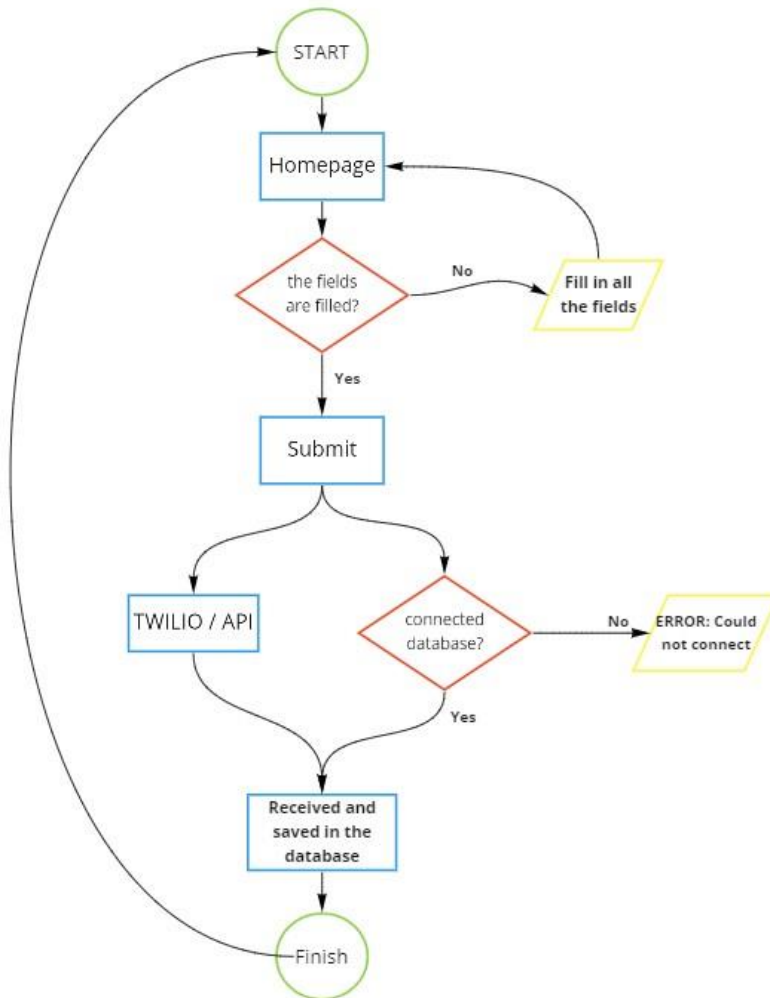 START
Homepage
the fields
are filled?
No
Fill in all
the fields
Yes
Submit
TWILIO / API
connected
database?
No
ERROR: Could
not connect
Yes
Received and
saved in the
database
Finish